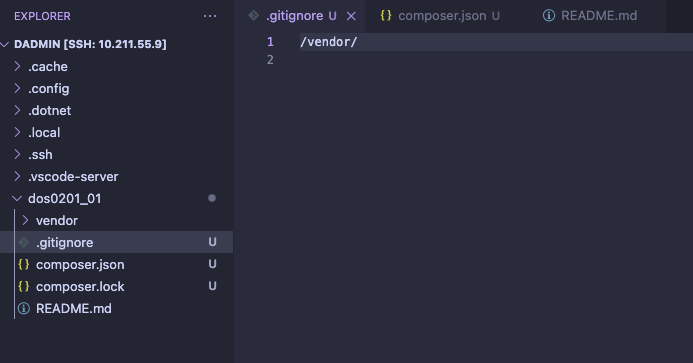 EXPLORER ...
DADMIN [SSH: 10.211.55.9]
.cache
.config
.dotnet
.local
.ssh
.vscode-server
dos0201_01
vendor
.gitignore U
composer.json U
composer.lock U
README.md
.gitignore U composer.json U README.md
1 /vendor/
2